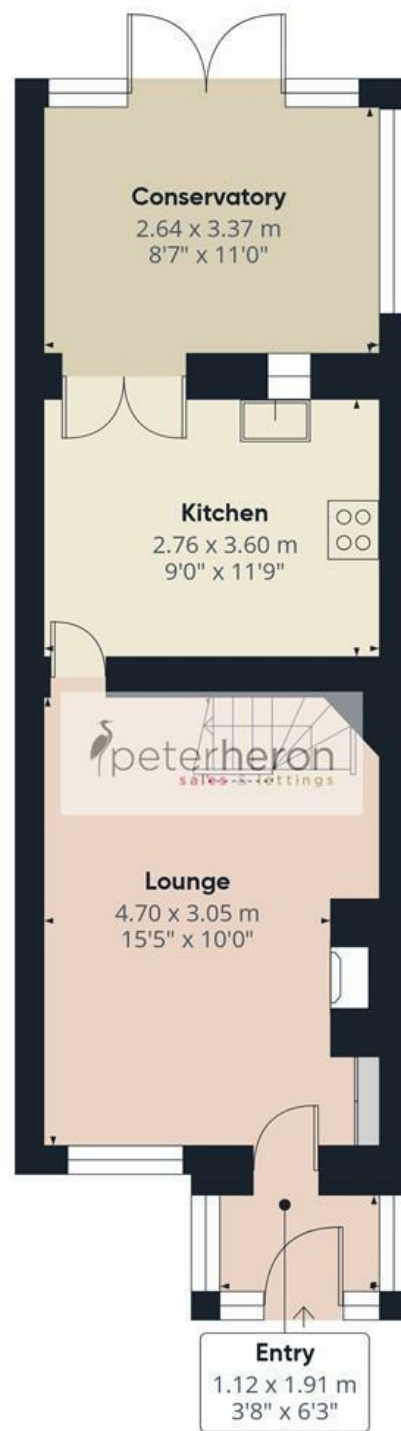 Conservatory
2.64 x 3.37 m
8'7" x 11'0"
Kitchen
2.76 x 3.60 m
9'0" x 11'9"
peterheron
sales & lettings
Lounge
4.70 x 3.05 m
15'5" x 10'0"
Entry
1.12 x 1.91 m
3'8" x 6'3"